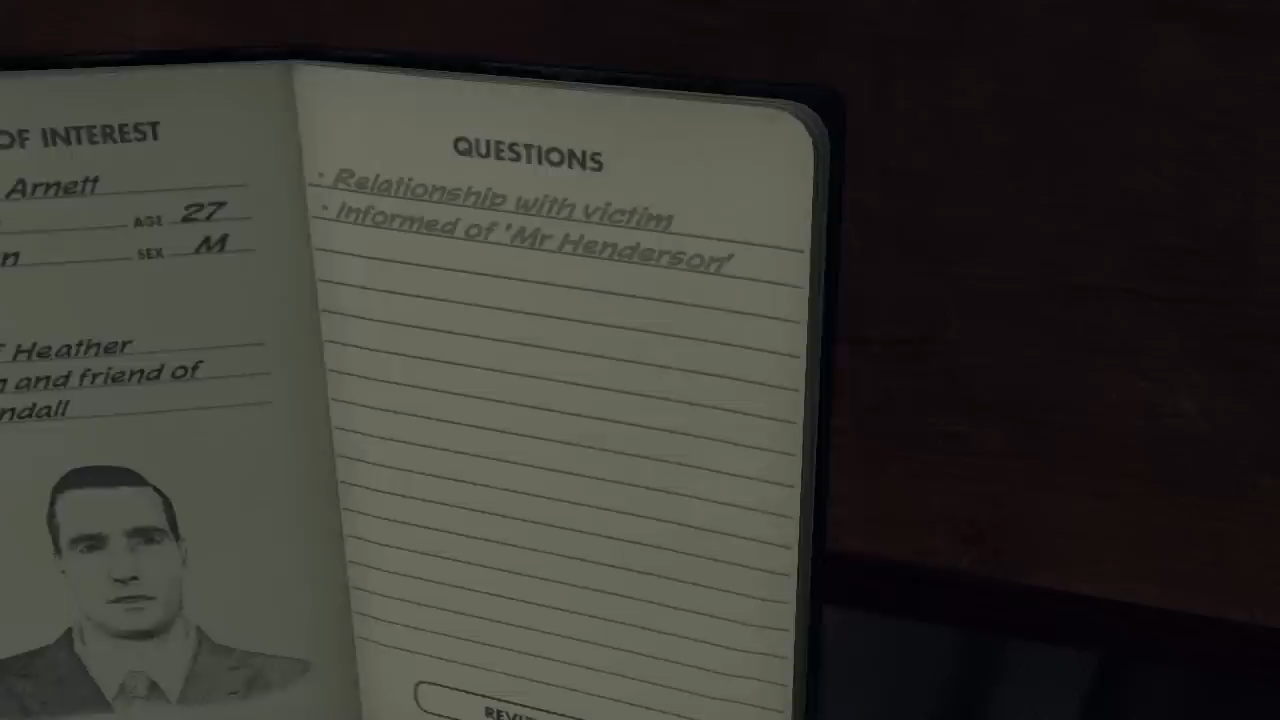 OF INTEREST
Arnett
AGE 27
n
SEX M
Heather
and friend of
ndall
QUESTIONS
· Relationship with victim
· Informed of 'Mr Henderson'